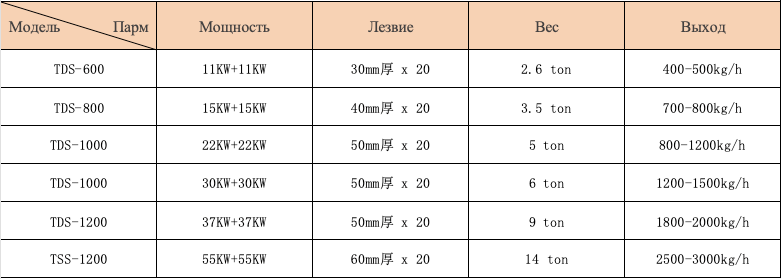 Модель Парм Мощность Лезвие Вес Выход
TDS-600 11KW+11KW 30mm厚 x 20 2.6 ton 400-500kg/h
TDS-800 15KW+15KW 40mm厚 x 20 3.5 ton 700-800kg/h
TDS-1000 22KW+22KW 50mm厚 x 20 5 ton 800-1200kg/h
TDS-1000 30KW+30KW 50mm厚 x 20 6 ton 1200-1500kg/h
TDS-1200 37KW+37KW 50mm厚 x 20 9 ton 1800-2000kg/h
TSS-1200 55KW+55KW 60mm厚 x 20 14 ton 2500-3000kg/h